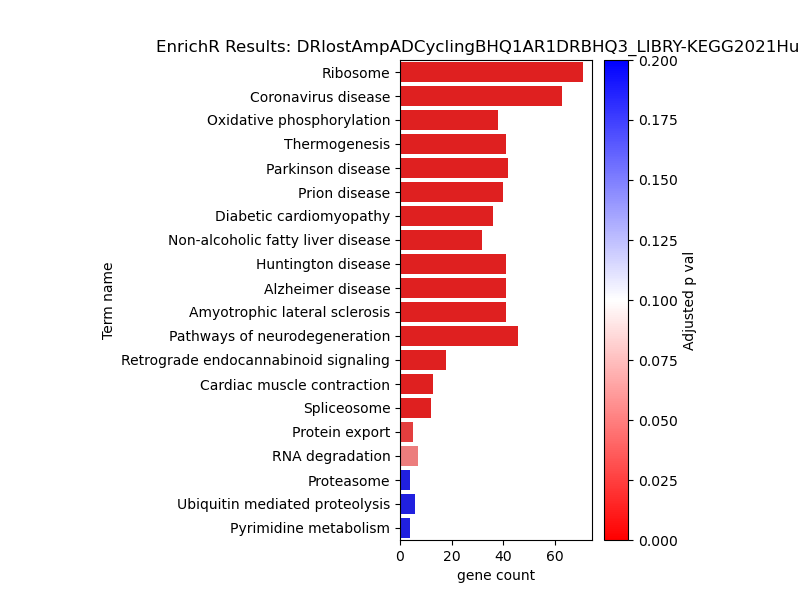 EnrichR Results: DRlostAmpADCyclingBHQ1AR1DRBHQ3_LIBRY-KEGG2021Hu
Term name
Ribosome
Coronavirus disease
Oxidative phosphorylation
Thermogenesis
Parkinson disease
Prion disease
Diabetic cardiomyopathy
Non-alcoholic fatty liver disease
Huntington disease
Alzheimer disease
Amyotrophic lateral sclerosis
Pathways of neurodegeneration
Retrograde endocannabinoid signaling
Cardiac muscle contraction
Spliceosome
Protein export
RNA degradation
Proteasome
Ubiquitin mediated proteolysis
Pyrimidine metabolism
0 20 40 60
gene count
0.200
0.175
0.150
0.125
0.100
0.075
0.050
0.025
0.000
Adjusted p val